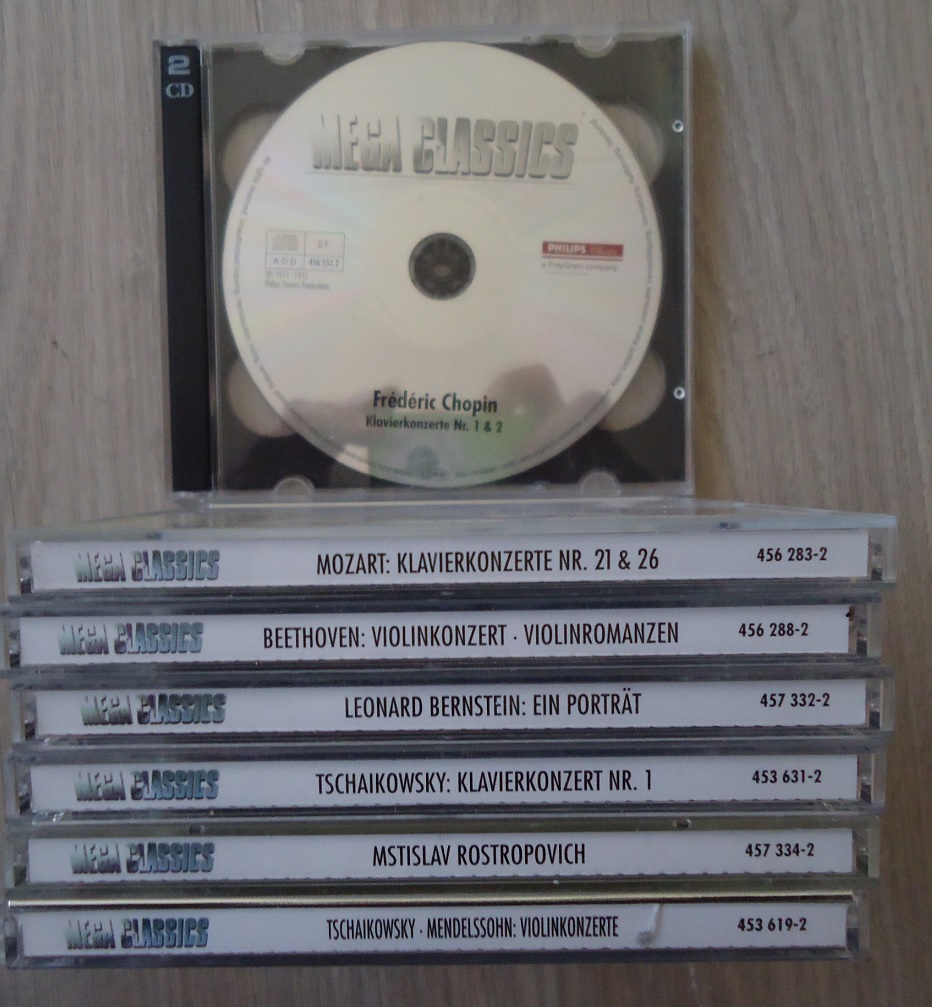 2
CD
MEGA CLASSICS
ADD 456 551 2
PHILIPS
a PolyGram company
Frédéric Chopin
Klavierkonzerte Nr. 1 & 2
MEGA CLASSICS MOZART: KLAVIERKONZERTE NR. 21 & 26 456 283-2
MEGA CLASSICS BEETHOVEN: VIOLINKONZERT · VIOLINROMANZEN 456 288-2
MEGA CLASSICS LEONARD BERNSTEIN: EIN PORTRÄT 457 332-2
MEGA CLASSICS TSCHAIKOWSKY: KLAVIERKONZERT NR. 1 453 631-2
MEGA CLASSICS MSTISLAV ROSTROPOVICH 457 334-2
MEGA CLASSICS TSCHAIKOWSKY · MENDELSSOHN: VIOLINKONZERTE 453 619-2